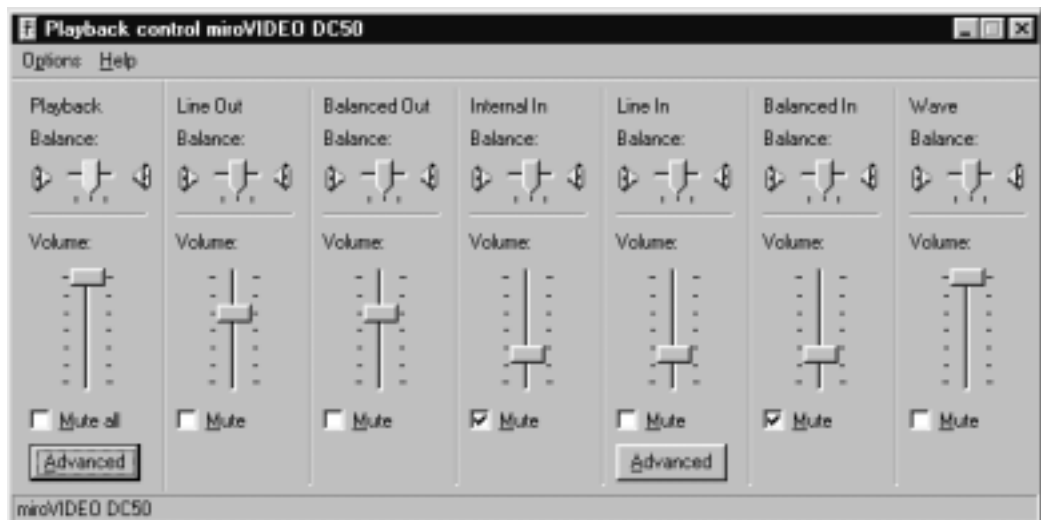 Playback control miroVIDEO DC50
Options Help
Playback Line Out Balanced Out Internal In Line In Balanced In Wave
Balance: Balance: Balance: Balance: Balance: Balance: Balance:
Volume: Volume: Volume: Volume: Volume: Volume: Volume:
Mute all Mute Mute Mute Mute Mute Mute
Advanced Advanced
miroVIDEO DC50